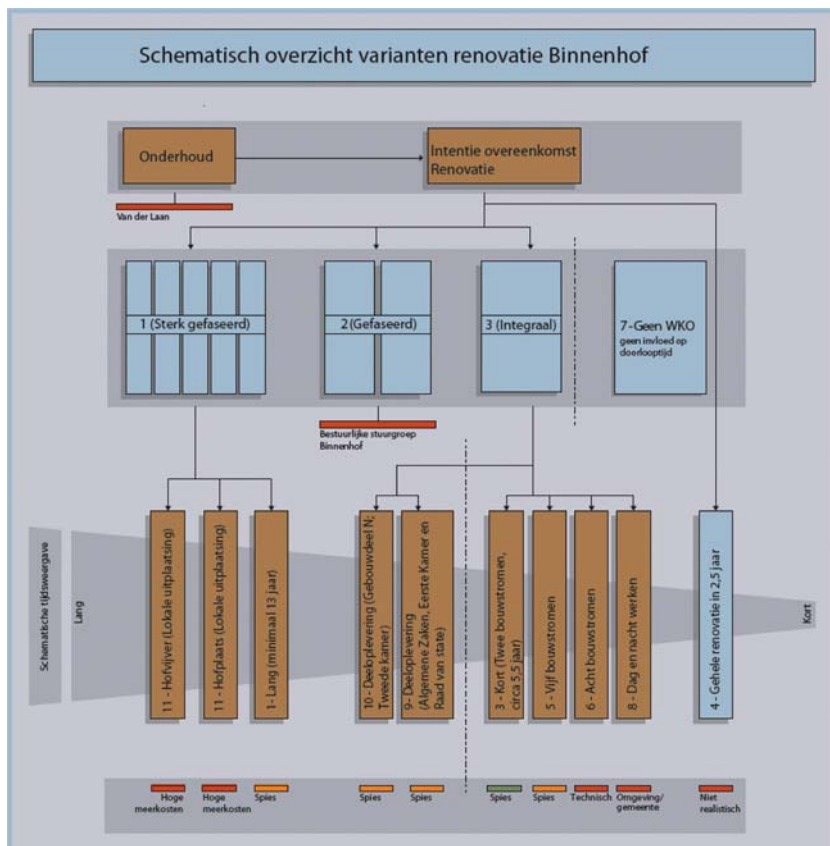 Schematisch overzicht varianten renovatie Binnenhof
Onderhoud
Intentie overeenkomst
Renovatie
Van der Laan
1 (Sterk gefaseerd)
2 (Gefaseerd)
3 (Integraal)
7 - Geen WKO
geen invloed op
doorlooptijd
Bestuurlijke stuurgroep
Binnenhof
Schematische tijdsweergave
Lang
11 - Hofvijver (Lokale uitplaatsing)
11 - Hofplaats (Lokale uitplaatsing)
1- Lang (minimaal 13 jaar)
10 - Deeloplevering (Gebouwdeel N;
Tweede kamer)
9- Deeloplevering
(Algemene Zaken, Eerste Kamer en
Raad van state)
3 - Kort (Twee bouwstromen,
circa 5,5 jaar)
5 - Vijf bouwstromen
6 - Acht bouwstromen
8 - Dag en nacht werken
4 - Gehele renovatie in 2,5 jaar
Kort
Hoge
meerkosten
Hoge
meerkosten
Spies
Spies
Spies
Spies
Spies
Technisch
Omgeving/
gemeente
Niet
realistisch